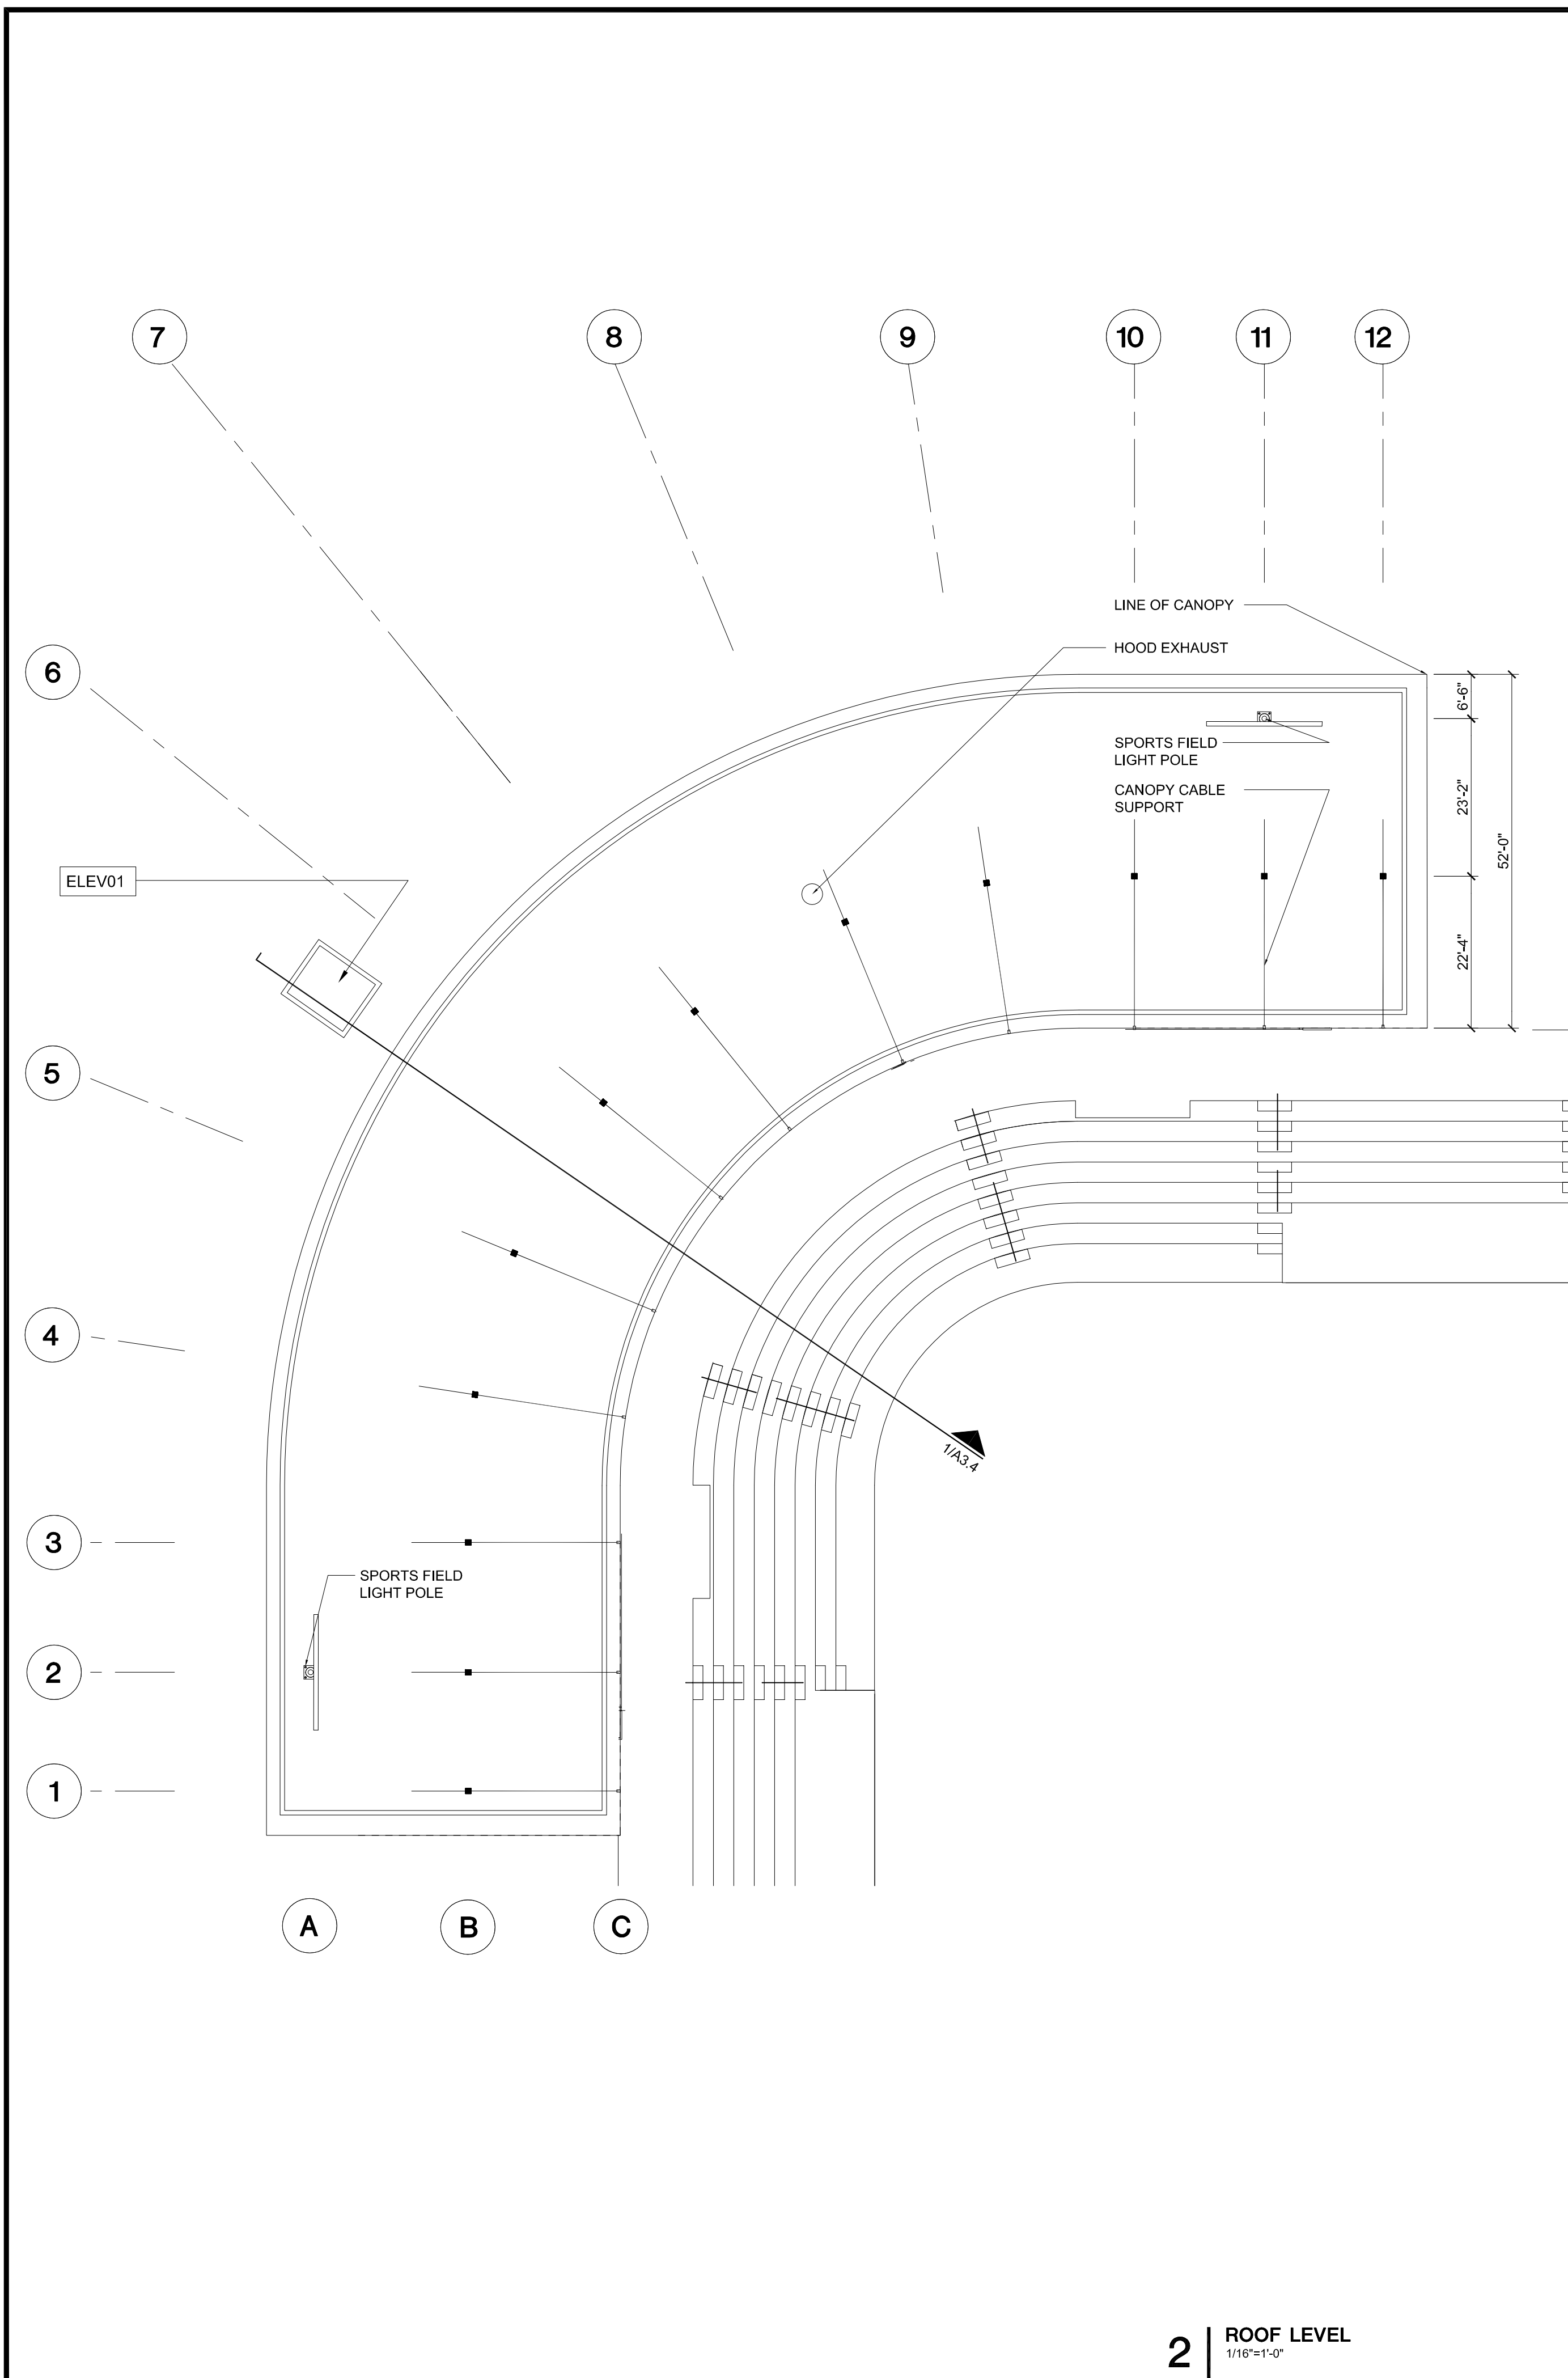 7
8
9
10
11
12
LINE OF CANOPY
HOOD EXHAUST
6
6'-6"
SPORTS FIELD
LIGHT POLE
CANOPY CABLE
SUPPORT
23'-2"
52'-0"
ELEV01
22'-4"
5
4
1/A3.4
3
SPORTS FIELD
LIGHT POLE
2
1
A
B
C
2
ROOF LEVEL
1/16"=1'-0"